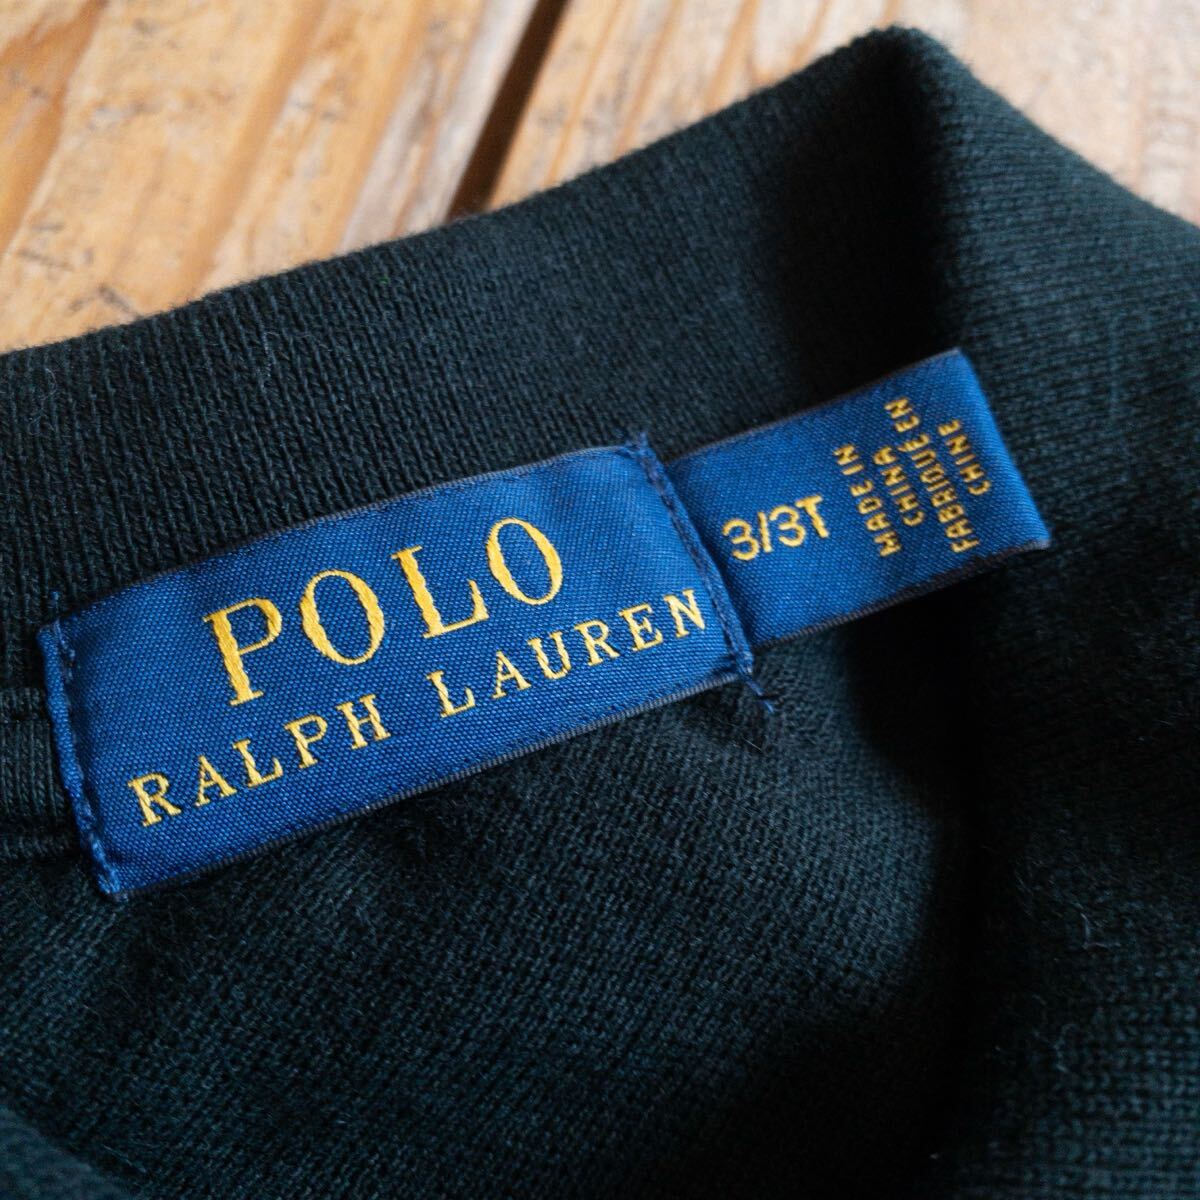 POLO
RALPH LAUREN
3/3T
MADE IN
CHINA
FABRIQUÉ EN
CHINE